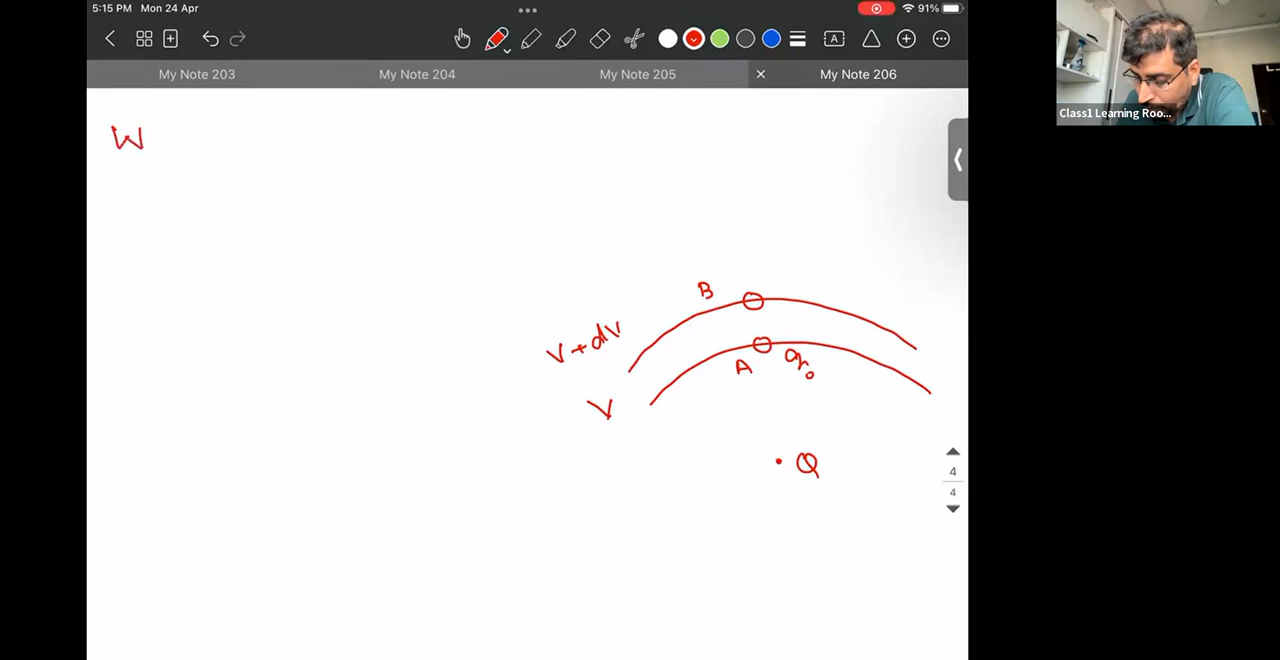 5:15 PM Mon 24 Apr
91%
A
My Note 203
My Note 204
My Note 205
My Note 206
Class1 Learning Roo...
W
B
V + dV
A
q₀
V
Q
4
4